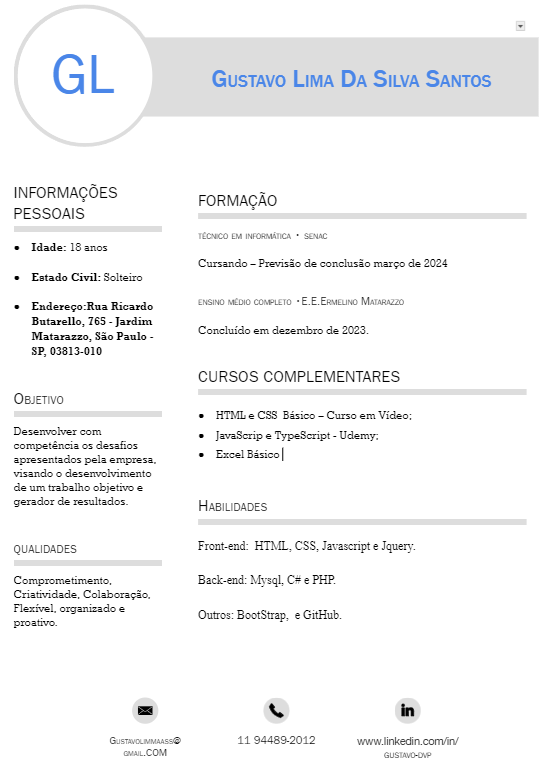 GL
Gustavo Lima Da Silva Santos
INFORMAÇÕES
PESSOAIS
● Idade: 18 anos
● Estado Civil: Solteiro
● Endereço:Rua Ricardo
Butarello, 765 - Jardim
Matarazzo, São Paulo -
SP, 03813-010
Objetivo
Desenvolver com
competência os desafios
apresentados pela empresa,
visando o desenvolvimento
de um trabalho objetivo e
gerador de resultados.
QUALIDADES
Comprometimento,
Criatividade, Colaboração,
Flexível, organizado e
proativo.
FORMAÇÃO
TÉCNICO EM INFORMÁTICA • SENAC
Cursando – Previsão de conclusão março de 2024
ENSINO MÉDIO COMPLETO •E.E.Ermelino Matarazzo
Concluído em dezembro de 2023.
CURSOS COMPLEMENTARES
● HTML e CSS Básico – Curso em Vídeo;
● JavaScrip e TypeScript - Udemy;
● Excel Básico
Habilidades
Front-end: HTML, CSS, Javascript e Jquery.
Back-end: Mysql, C# e PHP.
Outros: BootStrap, e GitHub.
Gustavolimmaass@
gmail.COM
11 94489-2012
www.linkedin.com/in/
gustavo-dvp